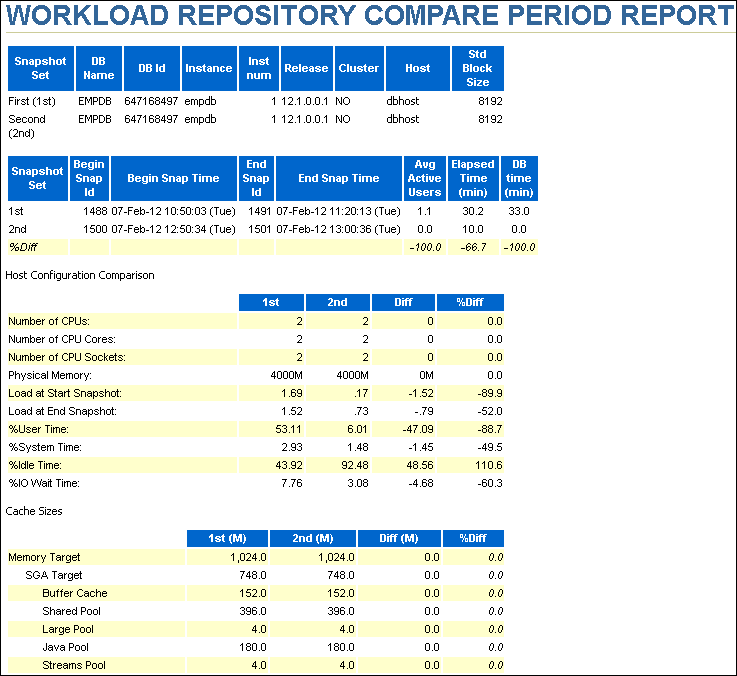 WORKLOAD REPOSITORY COMPARE PERIOD REPORT
Snapshot Set DB Name DB Id Instance Inst num Release Cluster Host Std Block Size
First (1st) EMPDB 647168497 empdb 1 12.1.0.0.1 NO dbhost 8192
Second (2nd) EMPDB 647168497 empdb 1 12.1.0.0.1 NO dbhost 8192
Snapshot Set Begin Snap Id Begin Snap Time End Snap Id End Snap Time Avg Active Users Elapsed Time (min) DB time (min)
1st 1488 07-Feb-12 10:50:03 (Tue) 1491 07-Feb-12 11:20:13 (Tue) 1.1 30.2 33.0
2nd 1500 07-Feb-12 12:50:34 (Tue) 1501 07-Feb-12 13:00:36 (Tue) 0.0 10.0 0.0
%Diff -100.0 -66.7 -100.0
Host Configuration Comparison
1st 2nd Diff %Diff
Number of CPUs: 2 2 0 0.0
Number of CPU Cores: 2 2 0 0.0
Number of CPU Sockets: 2 2 0 0.0
Physical Memory: 4000M 4000M 0M 0.0
Load at Start Snapshot: 1.69 .17 -1.52 -89.9
Load at End Snapshot: 1.52 .73 -.79 -52.0
%User Time: 53.11 6.01 -47.09 -88.7
%System Time: 2.93 1.48 -1.45 -49.5
%Idle Time: 43.92 92.48 48.56 110.6
%IO Wait Time: 7.76 3.08 -4.68 -60.3
Cache Sizes
1st (M) 2nd (M) Diff (M) %Diff
Memory Target 1,024.0 1,024.0 0.0 0.0
SGA Target 748.0 748.0 0.0 0.0
Buffer Cache 152.0 152.0 0.0 0.0
Shared Pool 396.0 396.0 0.0 0.0
Large Pool 4.0 4.0 0.0 0.0
Java Pool 180.0 180.0 0.0 0.0
Streams Pool 4.0 4.0 0.0 0.0